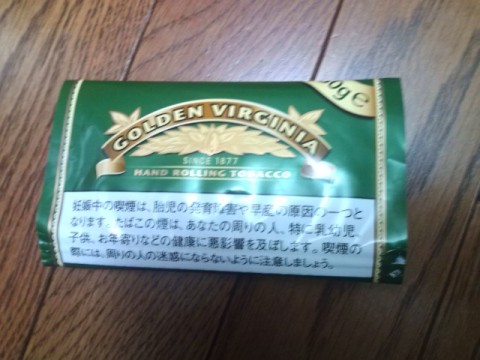 0g℮
GOLDEN VIRGINIA
SINCE 1877
HAND ROLLING TOBACCO
妊娠中の喫煙は、胎児の発育障害や早産の原因の一つと
なります。たばこの煙は、あなたの周りの人、特に乳幼児、
子供、お年寄りなどの健康に悪影響を及ぼします。喫煙の
際には、周りの人の迷惑にならないように注意しましょう。